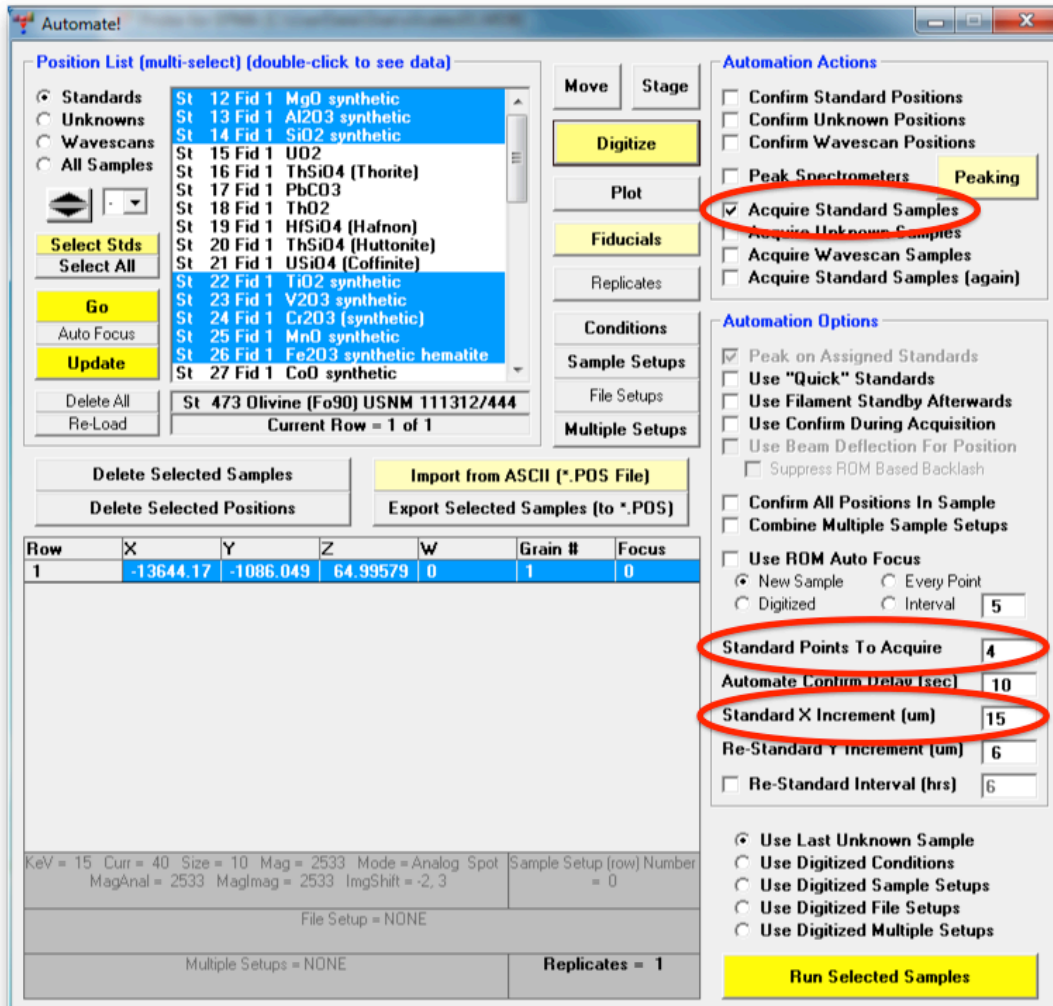 Automate!
Position List (multi-select) (double-click to see data)
Standards
Unknowns
Wavescans
All Samples
Select Stds
Select All
Go
Auto Focus
Update
Delete All
Re-Load
St 12 Fid 1 MgO synthetic
St 13 Fid 1 Al2O3 synthetic
St 14 Fid 1 SiO2 synthetic
St 15 Fid 1 UO2
St 16 Fid 1 ThSiO4 (Thorite)
St 17 Fid 1 PbCO3
St 18 Fid 1 ThO2
St 19 Fid 1 HfSiO4 (Hafnon)
St 20 Fid 1 ThSiO4 (Huttonite)
St 21 Fid 1 USiO4 (Coffinite)
St 22 Fid 1 TiO2 synthetic
St 23 Fid 1 V2O3 synthetic
St 24 Fid 1 Cr2O3 (synthetic)
St 25 Fid 1 MnO synthetic
St 26 Fid 1 Fe2O3 synthetic hematite
St 27 Fid 1 CoO synthetic
St 473 Olivine (Fo90) USNM 111312/444
Current Row = 1 of 1
Move Stage
Digitize
Plot
Fiducials
Replicates
Conditions
Sample Setups
File Setups
Multiple Setups
Delete Selected Samples
Delete Selected Positions
Import from ASCII (*.POS File)
Export Selected Samples (to *.POS)
Row X Y Z W Grain # Focus
1 -13644.17 -1086.049 64.99579 0 1 0
KeV = 15 Curr = 40 Size = 10 Mag = 2533 Mode = Analog Spot
MagAnal = 2533 MagImag = 2533 ImgShift = -2, 3
Sample Setup (row) Number
= 0
File Setup = NONE
Multiple Setups = NONE
Replicates = 1
Automation Actions
Confirm Standard Positions
Confirm Unknown Positions
Confirm Wavescan Positions
Peak Spectrometers
Peaking
Acquire Standard Samples
Acquire Unknown Samples
Acquire Wavescan Samples
Acquire Standard Samples (again)
Automation Options
Peak on Assigned Standards
Use "Quick" Standards
Use Filament Standby Afterwards
Use Confirm During Acquisition
Use Beam Deflection For Position
Suppress ROM Based Backlash
Confirm All Positions In Sample
Combine Multiple Sample Setups
Use ROM Auto Focus
New Sample Every Point
Digitized Interval 5
Standard Points To Acquire 4
Automate Confirm Delay (sec) 10
Standard X Increment (um) 15
Re-Standard Y Increment (um) 6
Re-Standard Interval (hrs) 6
Use Last Unknown Sample
Use Digitized Conditions
Use Digitized Sample Setups
Use Digitized File Setups
Use Digitized Multiple Setups
Run Selected Samples